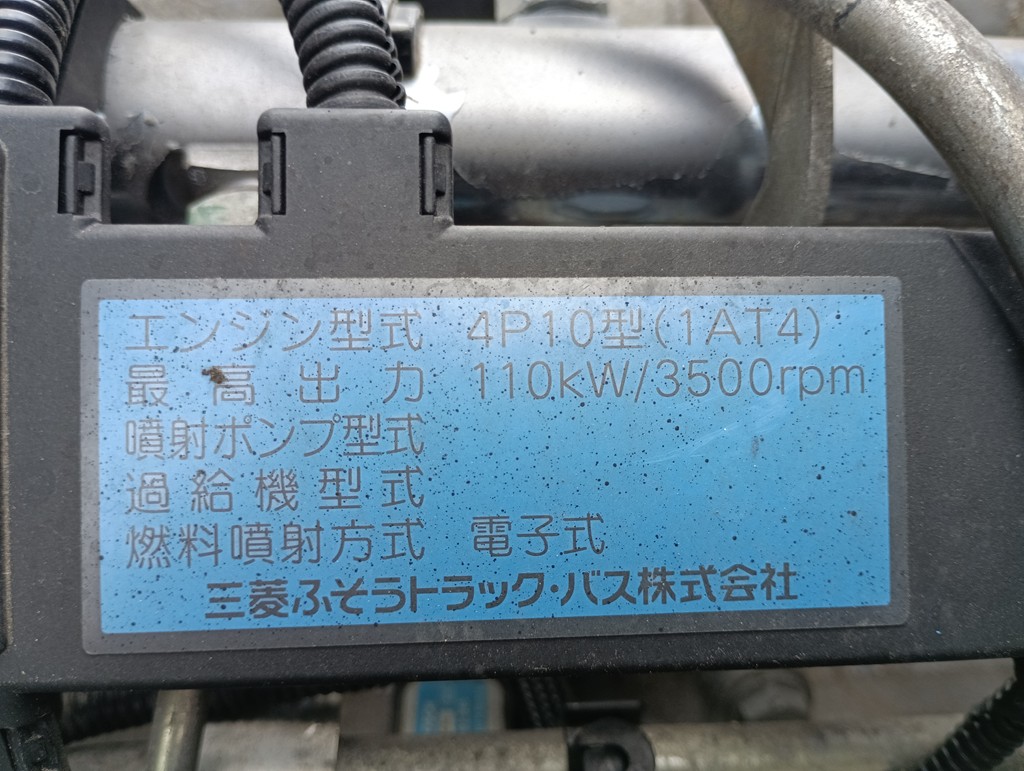 エンジン型式 4P10型(1AT4)
最高出力 110kW/3500rpm
噴射ポンプ型式
過給機型式
燃料噴射方式 電子式
三菱ふそうトラック・バス株式会社